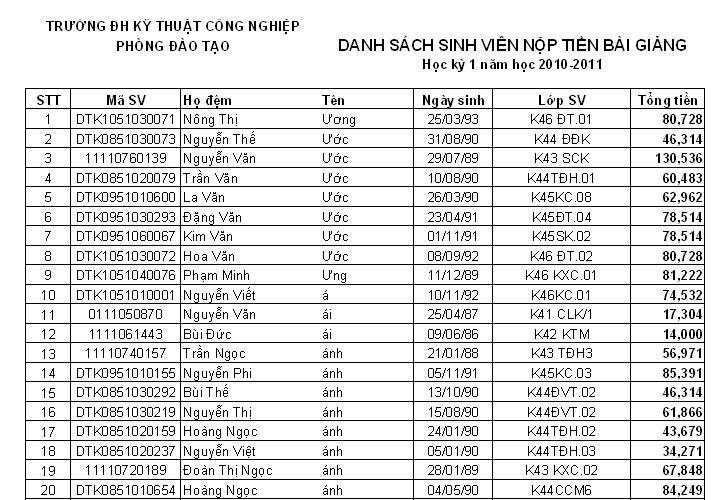 TRƯỜNG ĐH KỸ THUẬT CÔNG NGHIỆP
PHÒNG ĐÀO TẠO
DANH SÁCH SINH VIÊN NỘP TIỀN BÀI GIẢNG
Học kỳ 1 năm học 2010-2011
STT Mã SV Họ đệm Tên Ngày sinh Lớp SV Tổng tiền
1 DTK1051030071 Nông Thị Ương 25/03/93 K46 ĐT.01 80,728
2 DTK0851030073 Nguyễn Thế Ước 31/08/90 K44 ĐĐK 46,314
3 11110760139 Nguyễn Văn Ước 29/07/89 K43 SCK 130,536
4 DTK0851020079 Trần Văn Ước 10/08/90 K44TĐH.01 60,483
5 DTK0951010600 La Văn Ước 26/03/90 K45KC.08 62,962
6 DTK0951030293 Đặng Văn Ước 23/04/91 K45ĐT.04 78,514
7 DTK0951060067 Kim Văn Ước 01/11/91 K45SK.02 78,514
8 DTK1051030072 Hoa Văn Ước 08/09/92 K46 ĐT.02 80,728
9 DTK1051040076 Phạm Minh Ưng 11/12/89 K46 KXC.01 81,222
10 DTK1051010001 Nguyễn Viết á 10/11/92 K46KC.01 74,532
11 0111050870 Nguyễn Văn ái 25/04/87 K41 CLK/1 17,304
12 1111061443 Bùi Đức ái 09/06/86 K42 KTM 14,000
13 11110740157 Trần Ngọc ánh 21/01/88 K43 TĐH3 56,971
14 DTK0951010155 Nguyễn Phi ánh 05/11/91 K45KC.03 85,391
15 DTK0851030292 Bùi Thế ánh 13/10/90 K44ĐVT.02 46,314
16 DTK0851030219 Nguyễn Thị ánh 15/08/90 K44ĐVT.02 61,866
17 DTK0851020159 Hoàng Ngọc ánh 24/01/90 K44TĐH.02 43,679
18 DTK0851020237 Nguyễn Việt ánh 05/01/90 K44TĐH.03 34,271
19 11110720189 Đoàn Thị Ngọc ánh 28/01/89 K43 KXC.02 67,848
20 DTK0851010654 Hoàng Ngọc ánh 04/05/90 K44CCM6 84,249